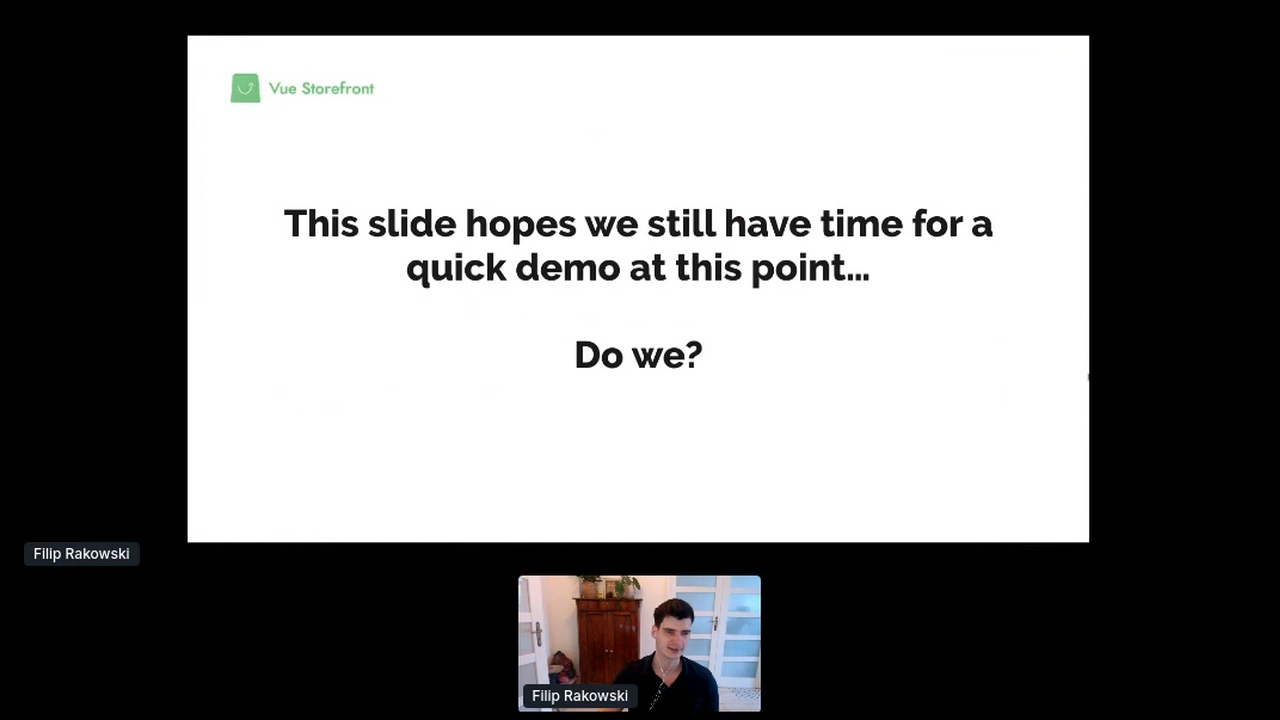 Vue Storefront
This slide hopes we still have time for a
quick demo at this point...
Do we?
Filip Rakowski
Filip Rakowski